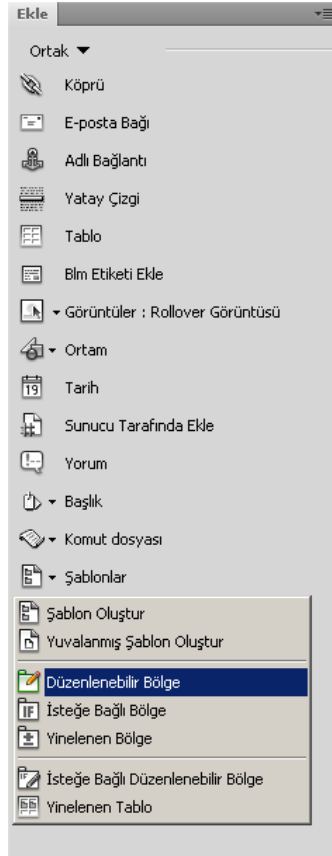 Ekle
Ortak
Köprü
E-posta Bağı
Adlı Bağlantı
Yatay Çizgi
Tablo
Blm Etiketi Ekle
Görüntüler : Rollover Görüntüsü
Ortam
19 Tarih
Sunucu Tarafında Ekle
Yorum
Başlık
Komut dosyası
Şablonlar
Şablon Oluştur
Yuvalanmış Şablon Oluştur
Düzenlenebilir Bölge
IF İsteğe Bağlı Bölge
Yinelenen Bölge
İsteğe Bağlı Düzenlenebilir Bölge
Yinelenen Tablo